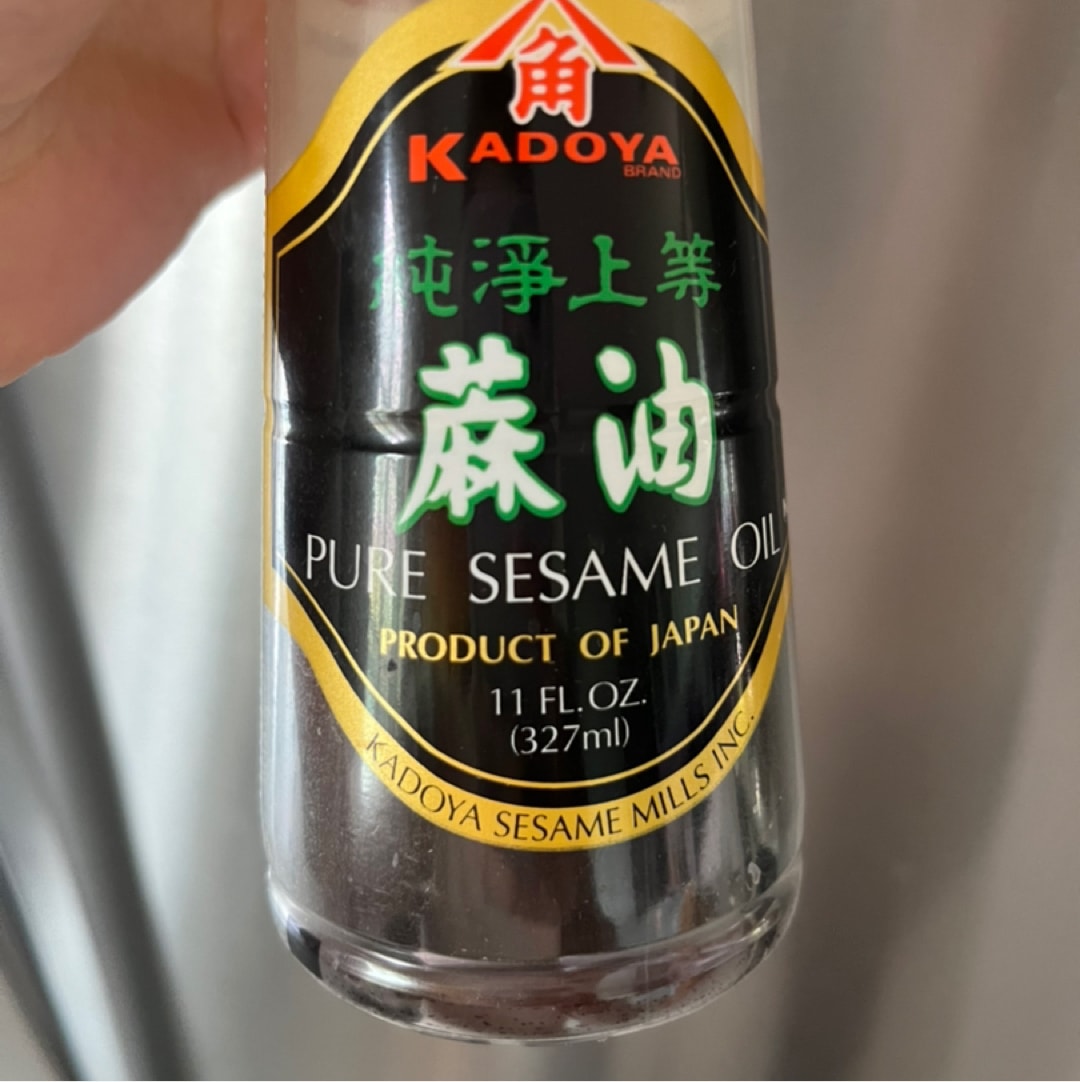 角
KADOYA
BRAND
純淨上等
蔴油
PURE SESAME OIL
PRODUCT OF JAPAN
11 FL.OZ.
(327ml)
KADOYA SESAME MILLS INC.